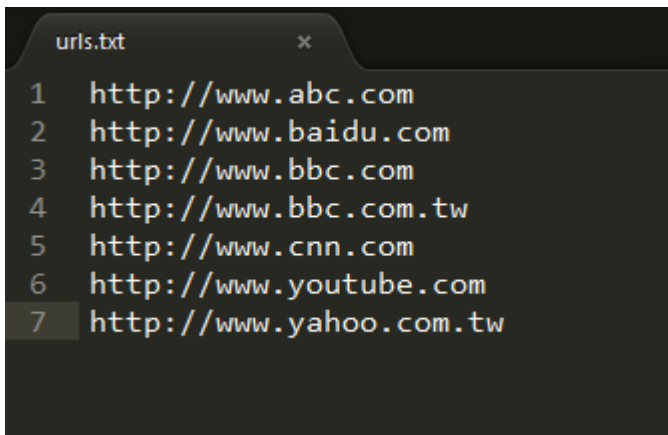 urls.txt ×
1 http://www.abc.com
2 http://www.baidu.com
3 http://www.bbc.com
4 http://www.bbc.com.tw
5 http://www.cnn.com
6 http://www.youtube.com
7 http://www.yahoo.com.tw